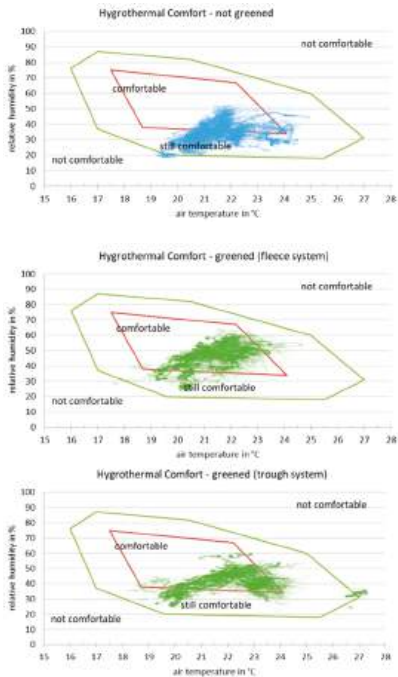 Hygrothermal Comfort - not greened
relative humidity in %
100
90
80
70
60
50
40
30
20
10
0
not comfortable
comfortable
still comfortable
not comfortable
15 16 17 18 19 20 21 22 23 24 25 26 27 28
air temperature in °C
Hygrothermal Comfort - greened (fleece system)
relative humidity in %
100
90
80
70
60
50
40
30
20
10
0
not comfortable
comfortable
still comfortable
not comfortable
15 16 17 18 19 20 21 22 23 24 25 26 27 28
air temperature in °C
Hygrothermal Comfort - greened (trough system)
relative humidity in %
100
90
80
70
60
50
40
30
20
10
0
not comfortable
comfortable
still comfortable
not comfortable
15 16 17 18 19 20 21 22 23 24 25 26 27 28
air temperature in °C